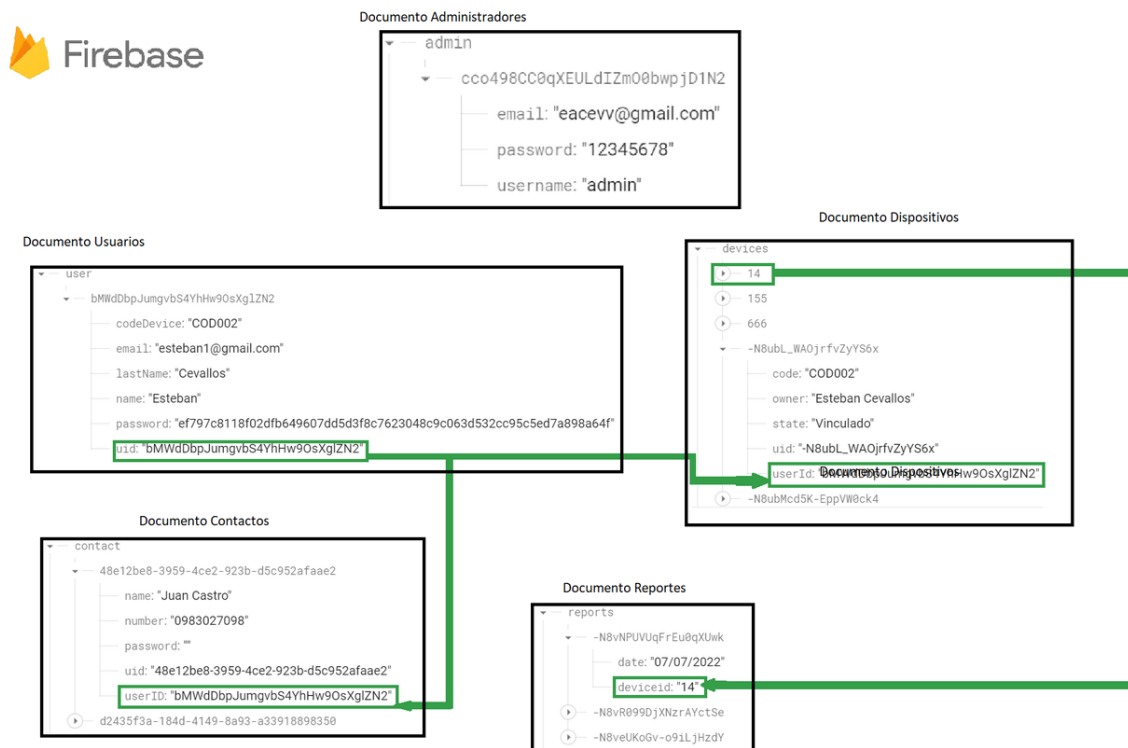 Documento Administradores
Firebase
admin
cco498CC0qXEULdIZmO0bwpjD1N2
email: "eacevv@gmail.com"
password: "12345678"
username: "admin"
Documento Usuarios
user
bMWdDbpJumgvbS4YhHw9OsXglZN2
codeDevice: "COD002"
email: "esteban1@gmail.com"
lastName: "Cevallos"
name: "Esteban"
password: "ef797c8118f02dfb649607dd5d3f8c7623048c9c063d532cc95c5ed7a898a64f"
uid: "bMWdDbpJumgvbS4YhHw9OsXglZN2"
Documento Dispositivos
devices
14
155
666
-N8ubL_WAOjrfvZyYS6x
code: "COD002"
owner: "Esteban Cevallos"
state: "Vinculado"
uid: "-N8ubL_WAOjrfvZyYS6x"
Documento Dispositivos
userId: "bMWdDbpJumgvbS4YhHw9OsXglZN2"
-N8ubMcd5K-EppVW0ck4
Documento Contactos
contact
48e12be8-3959-4ce2-923b-d5c952afaae2
name: "Juan Castro"
number: "0983027098"
password: ""
uid: "48e12be8-3959-4ce2-923b-d5c952afaae2"
userID: "bMWdDbpJumgvbS4YhHw9OsXglZN2"
d2435f3a-184d-4149-8a93-a33918898350
Documento Reportes
reports
-N8vNPUVUqFrEu0qXUwk
date: "07/07/2022"
deviceid: "14"
-N8vR099DjXNzrAYctSe
-N8veUKoGv-o9iLjHzdY